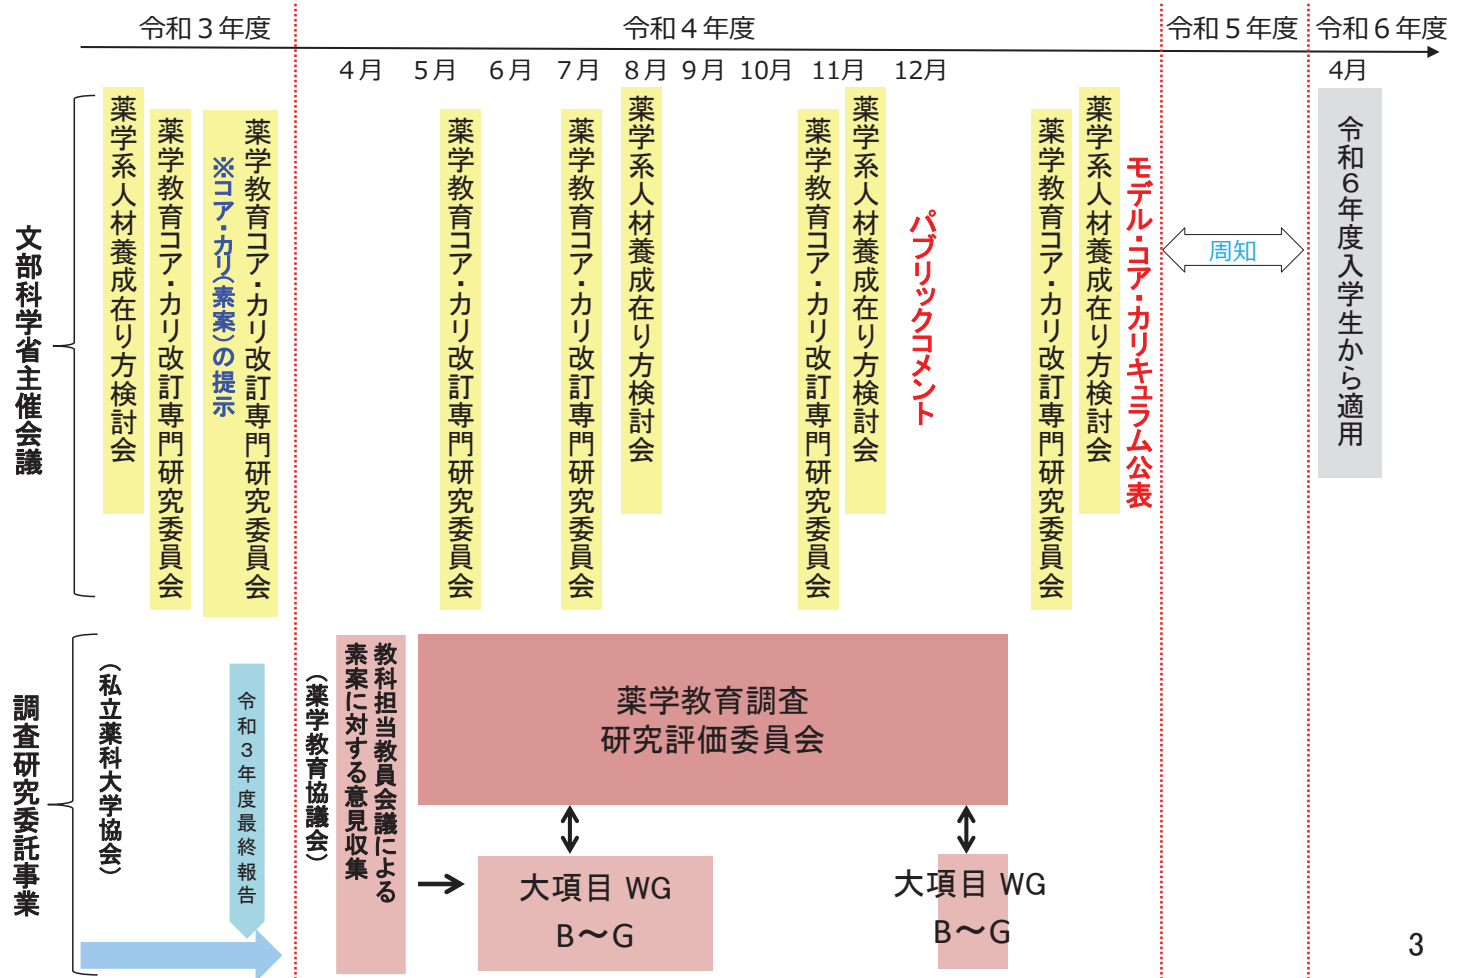 令和３年度
令和４年度
令和５年度
令和６年度
４月
５月
６月
７月
８月
９月
10月
11月
12月
4月
文部科学省主催会議
薬学系人材養成在り方検討会
薬学教育コア・カリ改訂専門研究委員会
薬学教育コア・カリ改訂専門研究委員会
※コア・カリ（素案）の提示
薬学教育コア・カリ改訂専門研究委員会
薬学教育コア・カリ改訂専門研究委員会
薬学系人材養成在り方検討会
薬学教育コア・カリ改訂専門研究委員会
薬学系人材養成在り方検討会
パブリックコメント
薬学教育コア・カリ改訂専門研究委員会
薬学系人材養成在り方検討会
モデル・コア・カリキュラム公表
周知
令和６年度入学生から適用
調査研究委託事業
（私立薬科大学協会）
令和３年度最終報告
（薬学教育協議会）
教科担当教員会議による
素案に対する意見収集
薬学教育調査
研究評価委員会
大項目 WG
B～G
大項目 WG
B～G
3